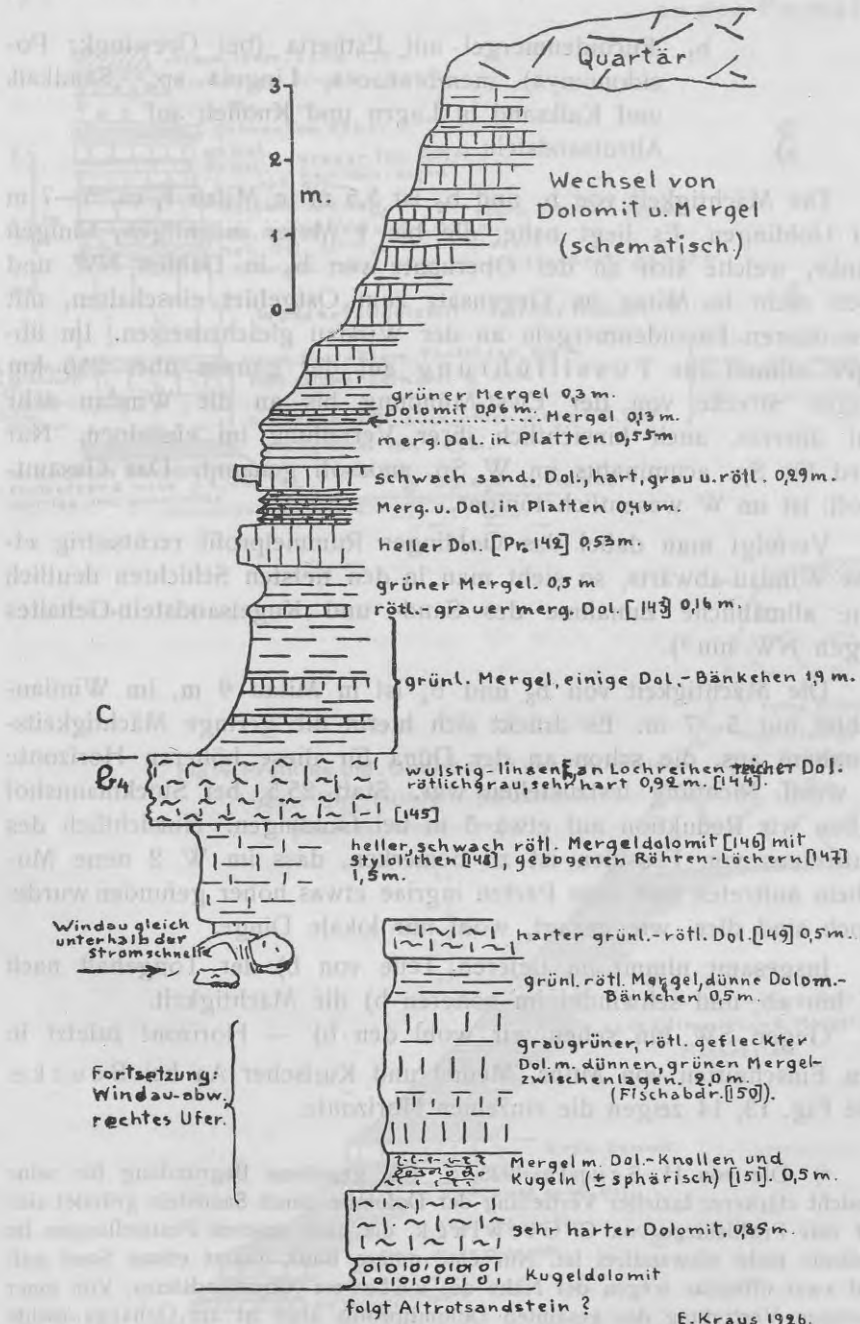 Quartär
3
2
m.
1
0
Wechsel von
Dolomit u. Mergel
(schematisch)
grüner Mergel 0,3 m.
Dolomit 0,06 m.
Mergel 0,13 m.
merg. Dol. in Platten 0,55 m
schwach sand. Dol., hart, grau u. rötl. 0,29 m.
Merg. u. Dol. in Platten m.
heller Dol. [Pr. 142] 0,53 m.
grüner Mergel. 0,5 m
rötl.-grauer merg. Dol. [143] 0,16 m.
grünl. Mergel, einige Dol.-Bänkchen 1,9 m.
C
b4
wulstig-linsen an Lochreihen reicher Dol.
rätlichgrau, sehr hart 0,92 m. [144].
[145]
heller, schwach rötl. Mergeldolomit [146] mit
Stylolithen [148], gebogenen Röhren-Löchern [147]
1,5 m.
Windau gleich
unterhalb der
Stromschnelle
harter grünl.-rötl. Dol. [149] 0,5 m.
grünl. rötl. Mergel, dünne Dolom.-
Bänkchen 0,5 m.
graugrüner, rötl. gefleckter
Dol. m. dünnen, grünen Mergel-
zwischenlagen. 2,0 m.
(Fischabdr. [150]).
Fortsetzung:
Windau-abw.
rechtes Ufer.
Mergel m. Dol-Knollen und
Kugeln (± sphärisch) [151]. 0,5 m.
sehr harter Dolomit, 0,85 m.
Kugeldolomit
folgt Altrotsandstein ?
E. Kraus 1926.